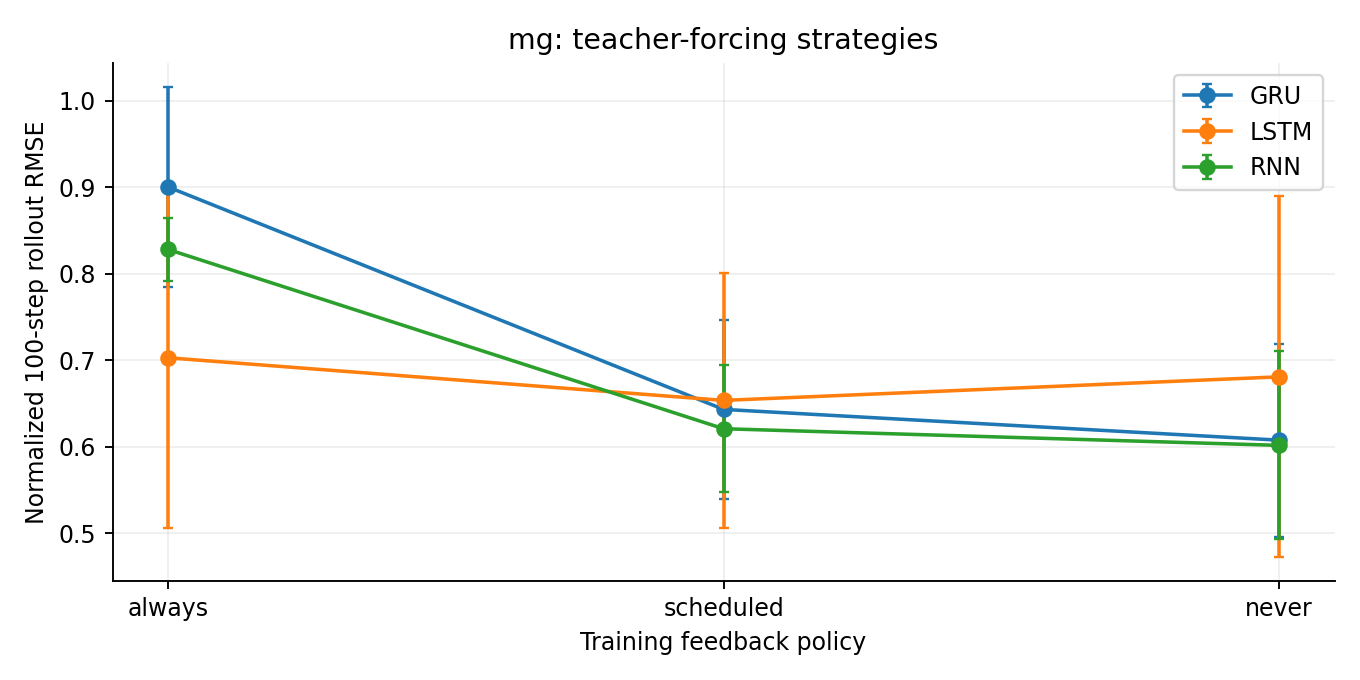 mg: teacher-forcing strategies
Normalized 100-step rollout RMSE
1.0
0.9
0.8
0.7
0.6
0.5
GRU
LSTM
RNN
always
scheduled
never
Training feedback policy